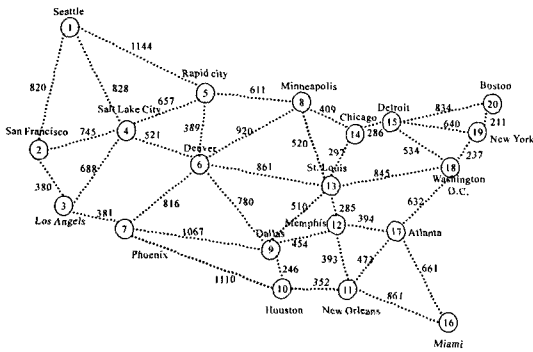 Seattle
1
1144
Rapid city
820
828
657
5
611
Minneapolis
8
409
Chicago
14
286
Detroit
15
834
Boston
20
640
211
19
New York
Salt Lake City
San Francisco
745
4
521
389
920
520
292
534
237
2
Denver
6
861
St. Louis
13
845
18
Washington
D.C.
380
688
3
Los Angels
381
816
780
510
285
632
7
Phoenix
1067
Dallas
9
454
Memphis
12
394
17
Atlanta
393
473
661
1110
246
10
352
11
861
Houston
New Orleans
16
Miami